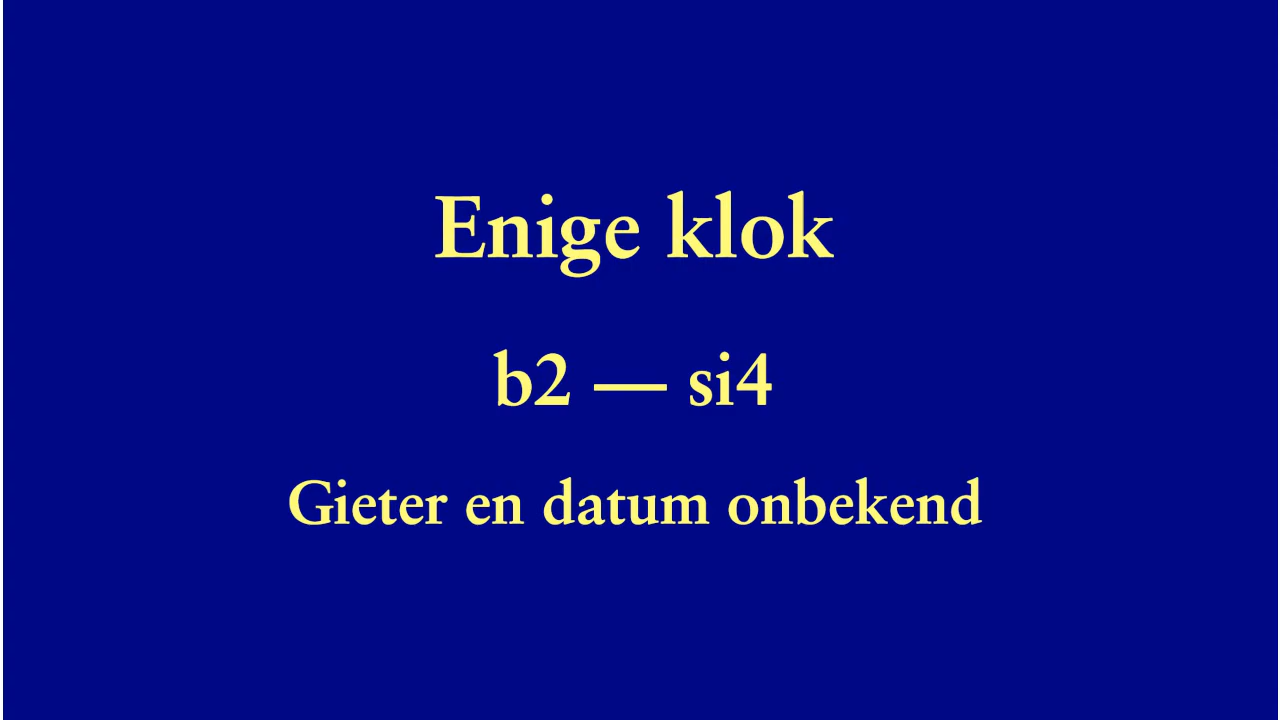 Enige klok
b2 — si4
Gieter en datum onbekend